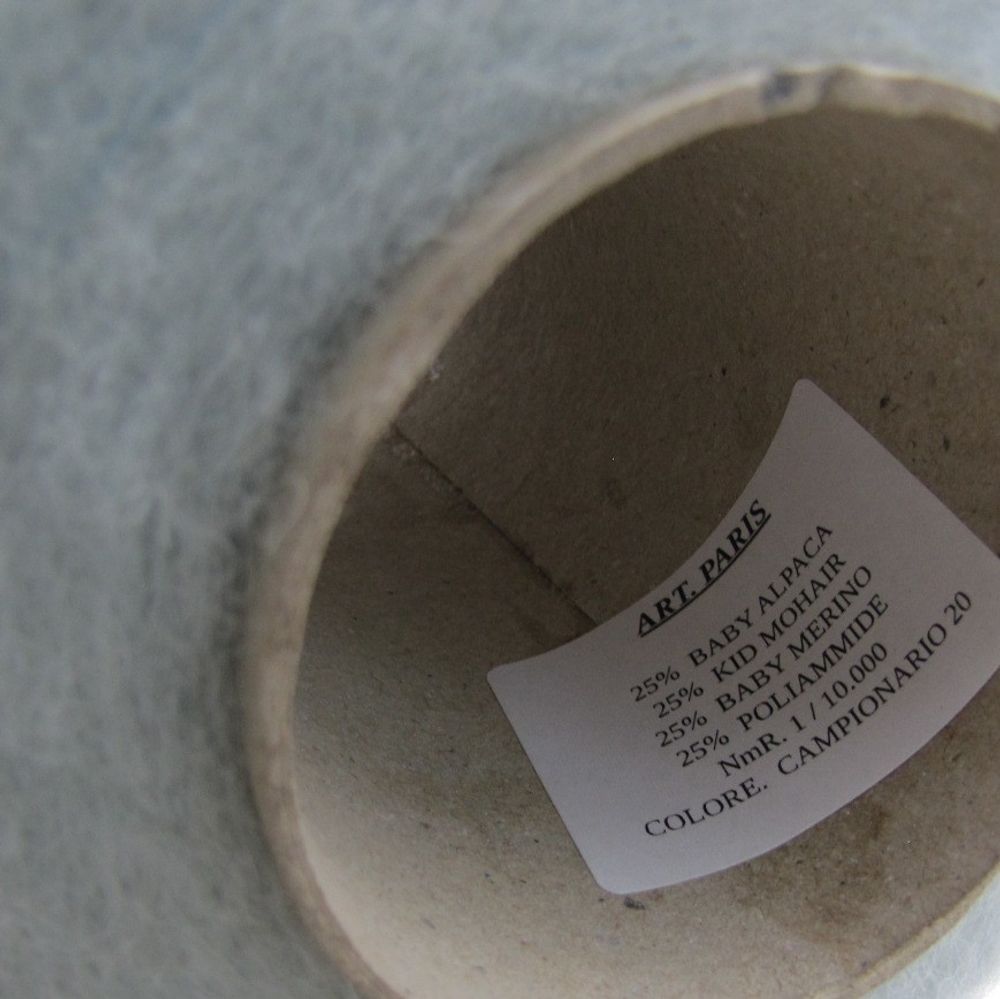 ART. PARIS
25% BABY ALPACA
25% KID MOHAIR
25% BABY MERINO
25% POLIAMMIDE
NmR. 1 / 10.000
COLORE. CAMPIONARIO 20